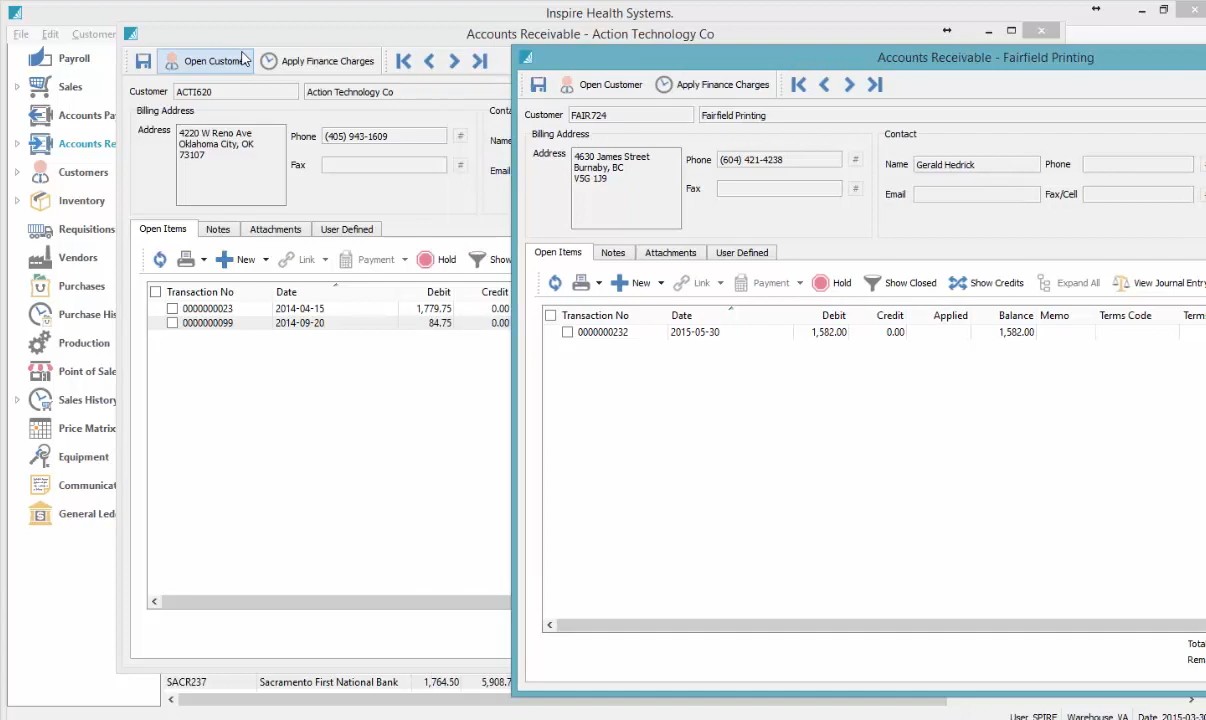 Inspire Health Systems.
File Edit Customer
Payroll
Sales
Accounts Pa
Accounts Re
Customers
Inventory
Requisitions
Vendors
Purchases
Purchase His
Production
Point of Sale
Sales History
Price Matrix
Equipment
Communicat
General Led
Accounts Receivable - Action Technology Co
Open Customer Apply Finance Charges
Customer ACTI620 Action Technology Co
Billing Address Conta
Address 4220 W Reno Ave
Oklahoma City, OK
73107
Phone (405) 943-1609 # Name
Fax # Email
Open Items Notes Attachments User Defined
New Link Payment Hold Show
Transaction No Date Debit Credit
0000000023 2014-04-15 1,779.75 0.00
0000000099 2014-09-20 84.75 0.00
SACR237 Sacramento First National Bank 1,764.50 5,908.7
Accounts Receivable - Fairfield Printing
Open Customer Apply Finance Charges
Customer FAIR724 Fairfield Printing
Billing Address Contact
Address 4630 James Street
Burnaby, BC
V5G 1J9
Phone (604) 421-4238 # Name Gerald Hedrick Phone
Fax # Email Fax/Cell
Open Items Notes Attachments User Defined
New Link Payment Hold Show Closed Show Credits Expand All View Journal Entry
Transaction No Date Debit Credit Applied Balance Memo Terms Code Terms
0000000232 2015-05-30 1,582.00 0.00 1,582.00
Tota
Rem
User SPIRE Warehouse VA Date 2015-03-30